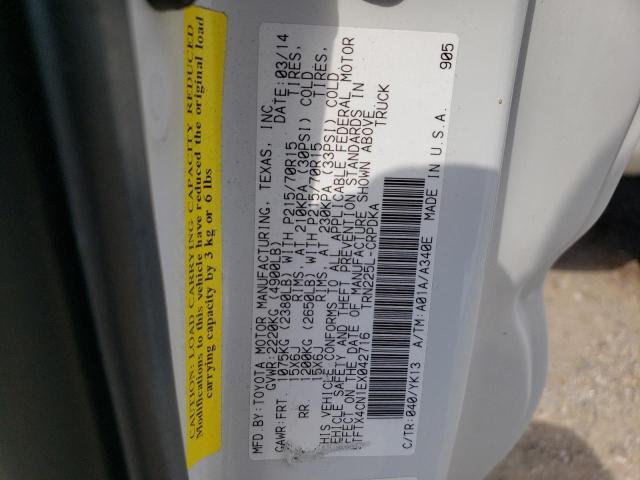 CAUTION: LOAD CARRYING CAPACITY REDUCED
Modifications to this vehicle have reduced the original load
carrying capacity by 3 kg or 6 lbs
MFD.BY:TOYOTA MOTOR MANUFACTURING, TEXAS, INC.
GVWR:2220KG (4900LB) DATE:03/14
GAWR:FRT 1075KG (2380LB) WITH P215/70R15 TIRES,
15X6J RIMS, AT 210KPA (30PSI) COLD
RR 1200KG (2650LB) WITH P215/70R15 TIRES,
15X6J RIMS, AT 230KPA (33PSI) COLD
THIS VEHICLE CONFORMS TO ALL APPLICABLE FEDERAL MOTOR
VEHICLE SAFETY AND THEFT PREVENTION STANDARDS IN
EFFECT ON THE DATE OF MANUFACTURE SHOWN ABOVE.
5TFTX4CN1EX042716 TRN225L-CRPDKA TRUCK
C/TR:040/YK13 A/TM:A01A/A340E MADE IN U.S.A.
905